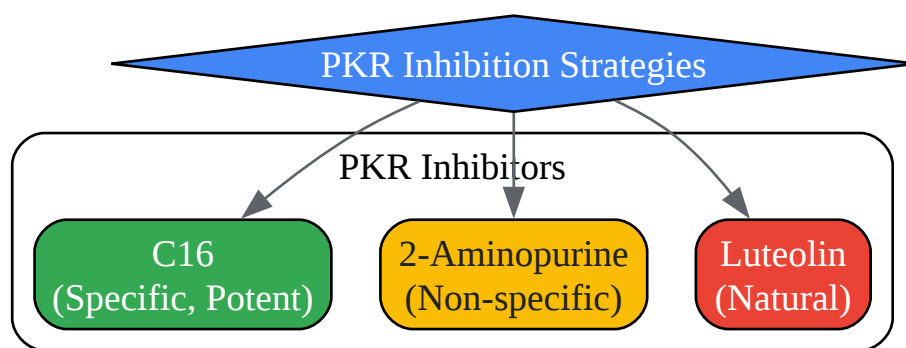 PKR Inhibition Strategies
PKR Inhibitors
C16
(Specific, Potent)
2-Aminopurine
(Non-specific)
Luteolin
(Natural)